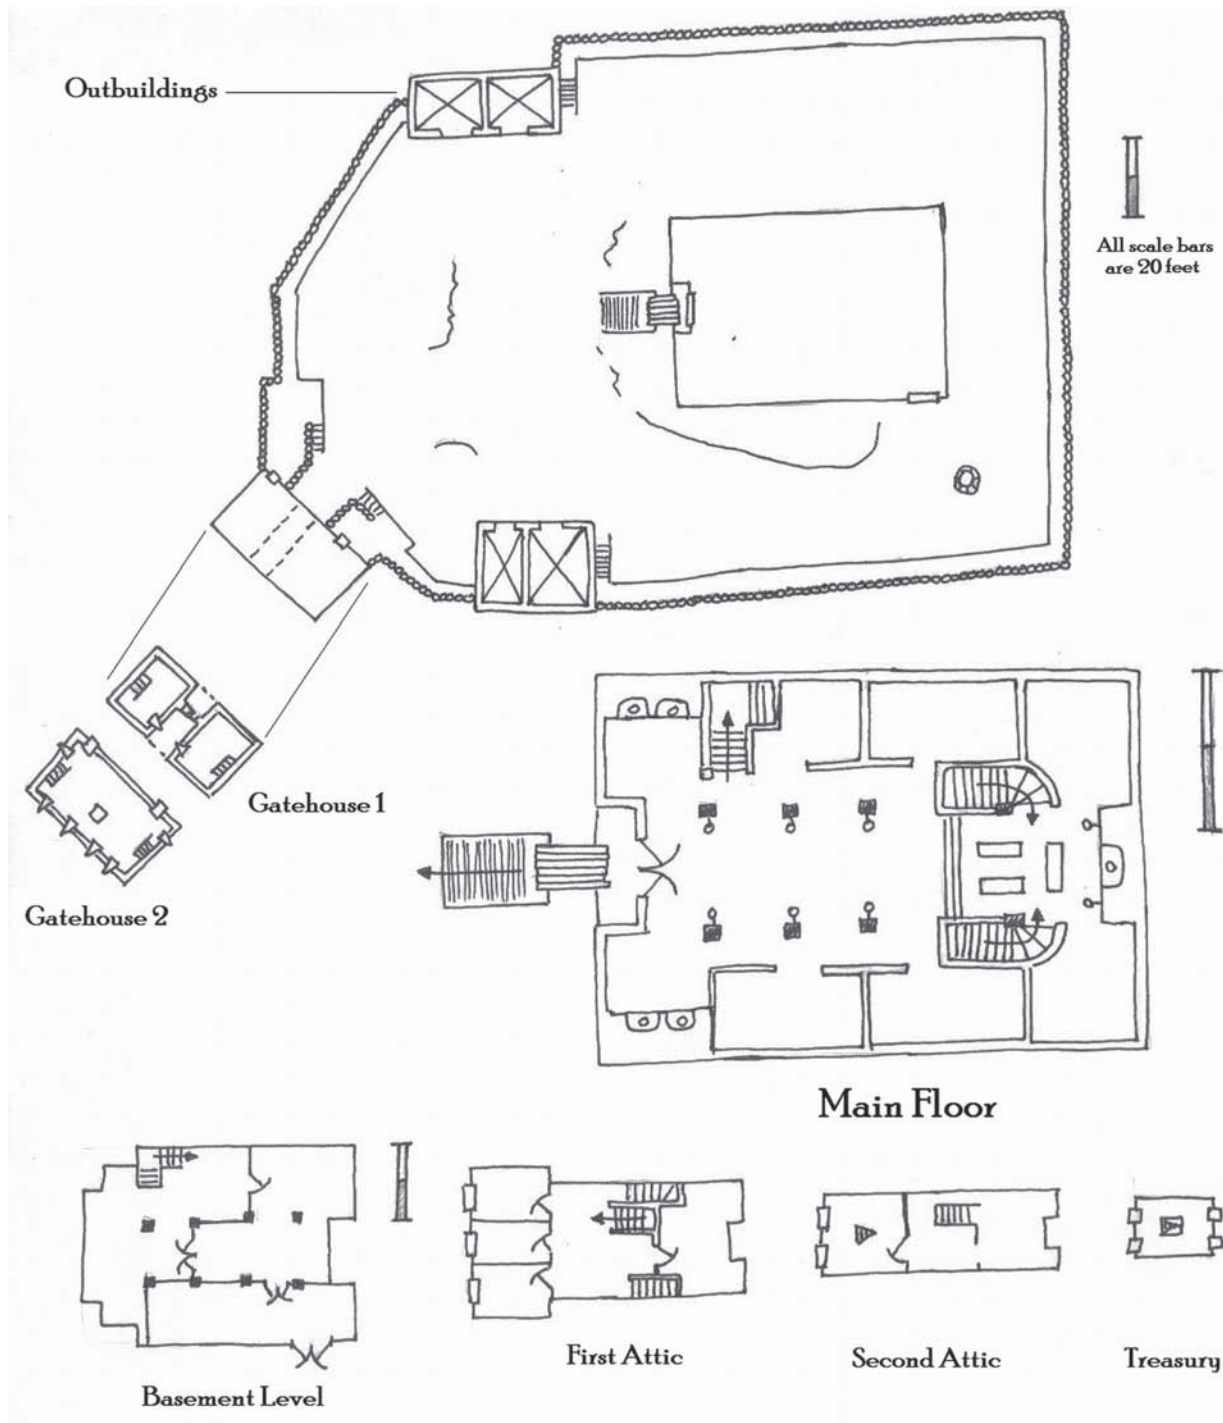 Outbuildings
All scale bars
are 20 feet
Gatehouse 1
Gatehouse 2
Main Floor
First Attic
Second Attic
Treasury
Basement Level